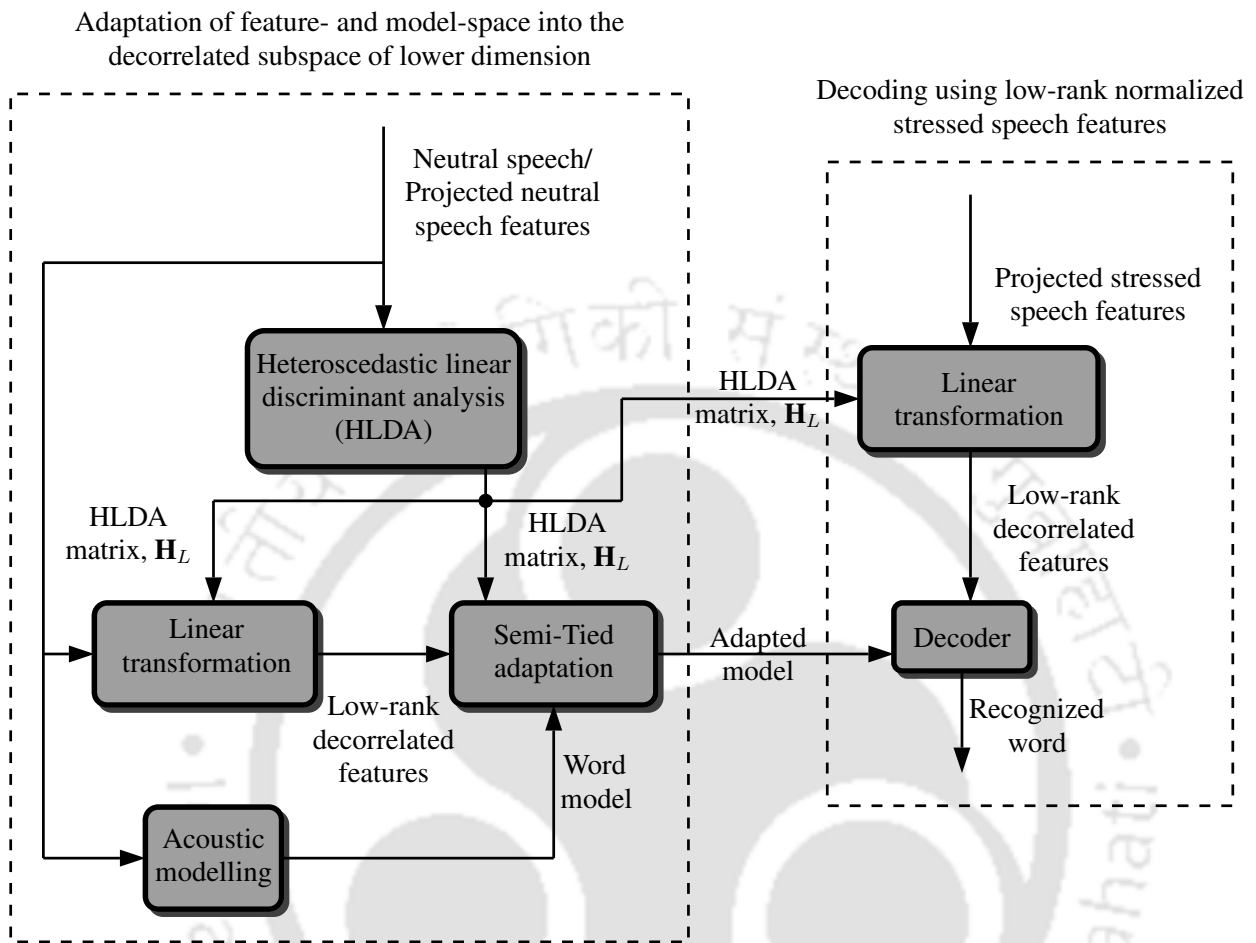 Adaptation of feature- and model-space into the
decorrelated subspace of lower dimension
Neutral speech/
Projected neutral
speech features
Heteroscedastic linear
discriminant analysis
(HLDA)
HLDA
matrix, H_L
HLDA
matrix, H_L
Linear
transformation
Semi-Tied
adaptation
Low-rank
decorrelated
features
Word
model
Acoustic
modelling
HLDA
matrix, H_L
Adapted
model
Decoding using low-rank normalized
stressed speech features
Projected stressed
speech features
Linear
transformation
Low-rank
decorrelated
features
Decoder
Recognized
word